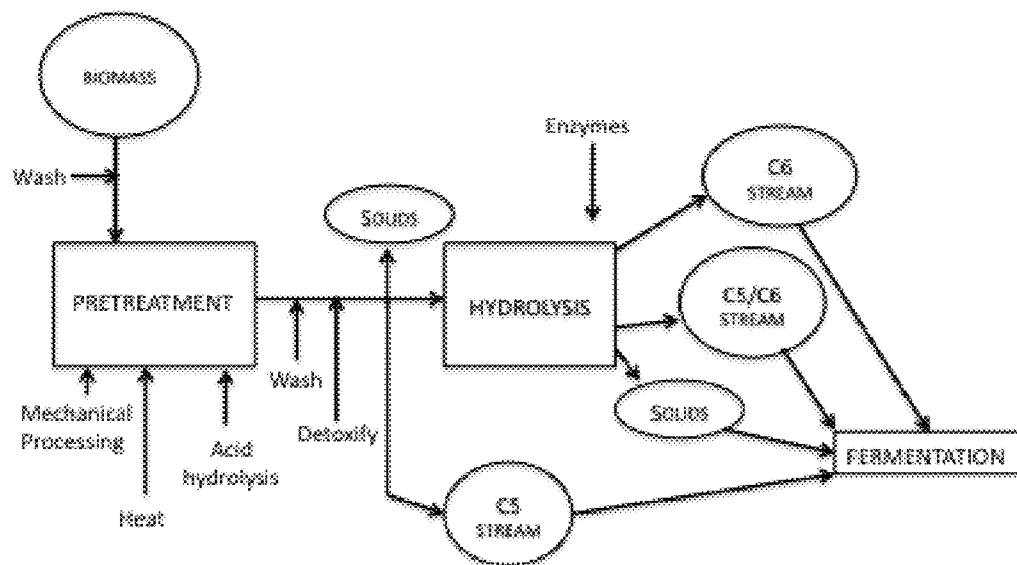 BIOMASS
Wash
Enzymes
C6
STREAM
SOLIDS
PRETREATMENT
HYDROLYSIS
C5/C6
STREAM
Wash
Mechanical
Processing
Detoxify
Acid
hydrolysis
SOLIDS
FERMENTATION
Heat
C5
STREAM